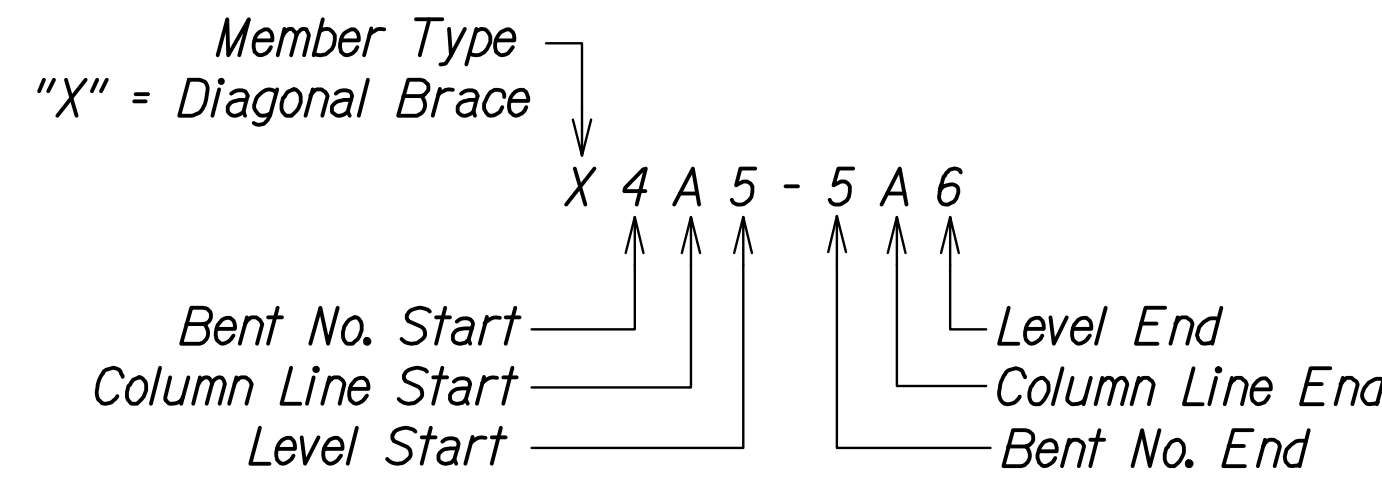 Member Type
"X" = Diagonal Brace
X 4 A 5 - 5 A 6
Bent No. Start
Column Line Start
Level Start
Level End
Column Line End
Bent No. End